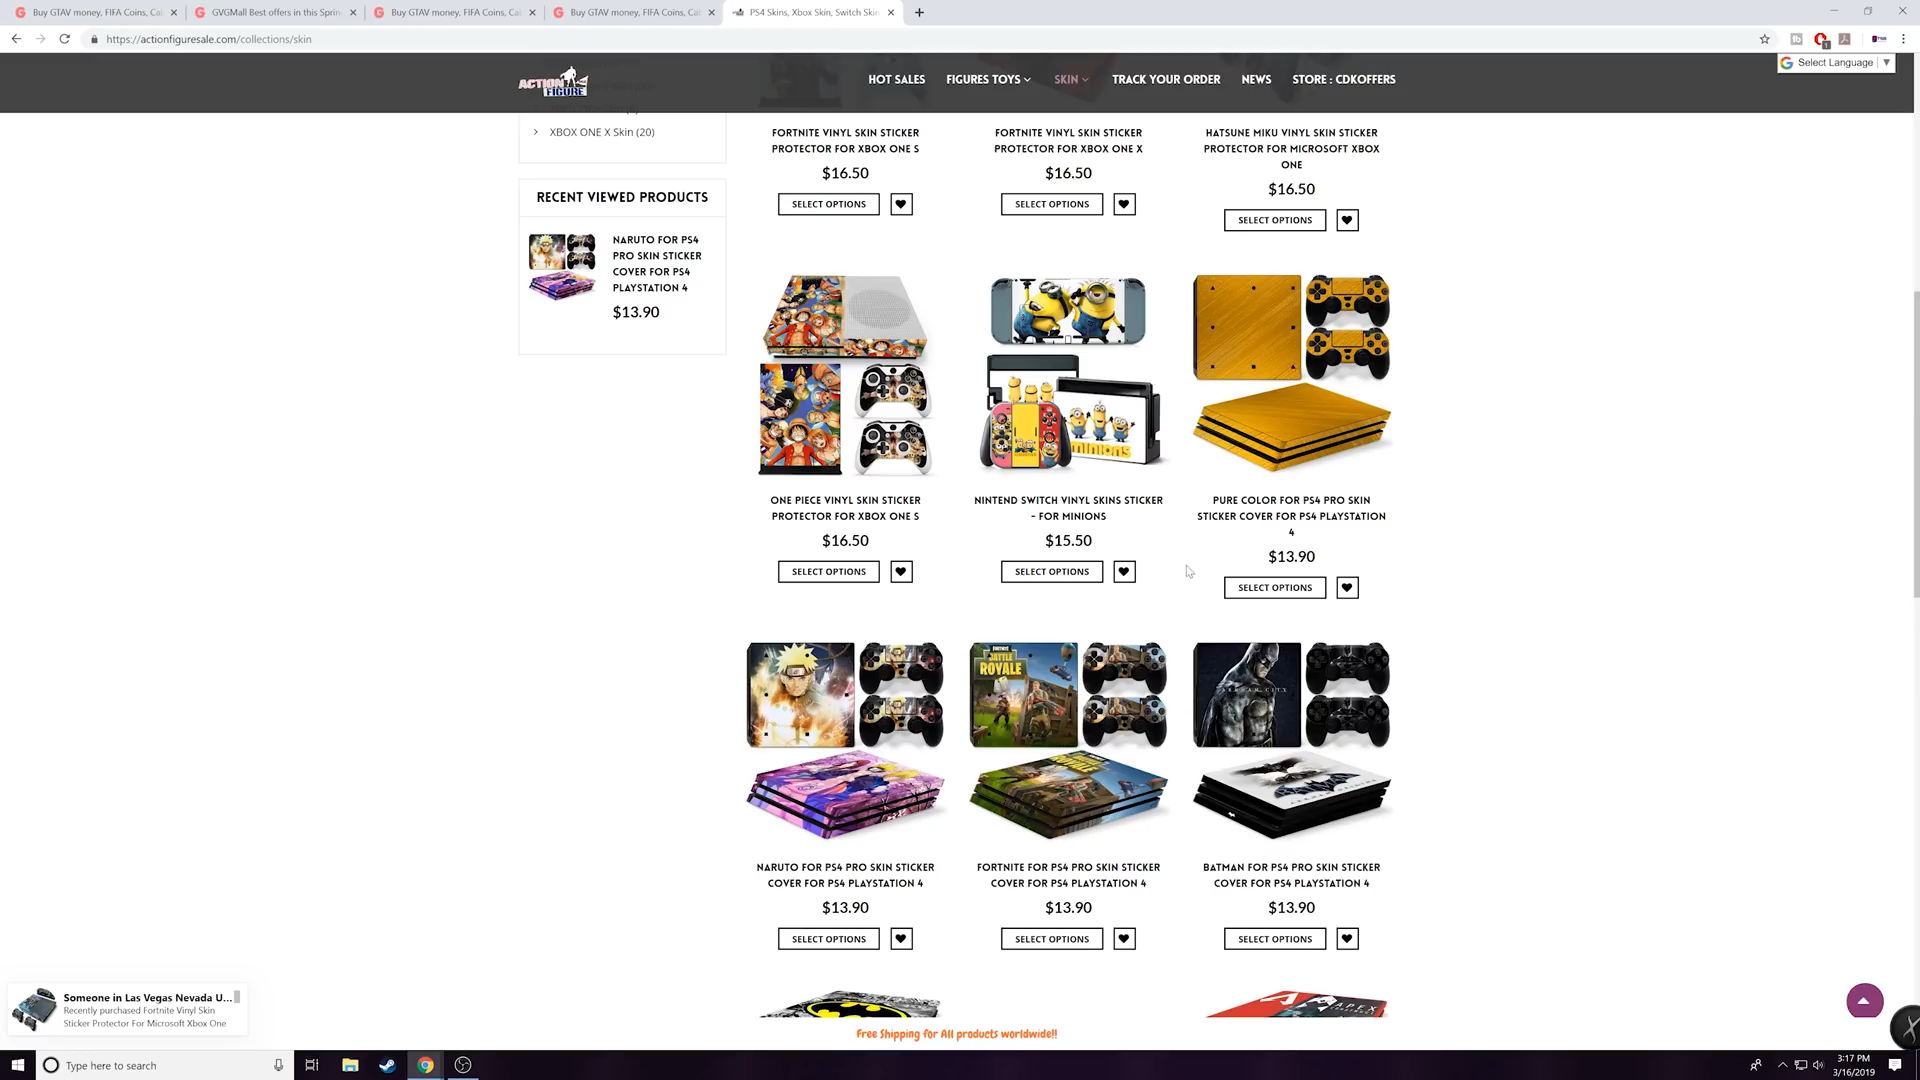 Buy GTAV money, FIFA Coins, Cal
GVGMall Best offers in this Sprin
Buy GTAV money, FIFA Coins, Cal
Buy GTAV money, FIFA Coins, Cal
PS4 Skins, Xbox Skin, Switch Skin
https://actionfiguresale.com/collections/skin
Select Language
ACTION
FIGURE
HOT SALES
FIGURES TOYS
SKIN
TRACK YOUR ORDER
NEWS
STORE : CDKOFFERS
XBOX ONE X Skin (20)
RECENT VIEWED PRODUCTS
NARUTO FOR PS4
PRO SKIN STICKER
COVER FOR PS4
PLAYSTATION 4
$13.90
FORTNITE VINYL SKIN STICKER
PROTECTOR FOR XBOX ONE S
$16.50
SELECT OPTIONS
FORTNITE VINYL SKIN STICKER
PROTECTOR FOR XBOX ONE X
$16.50
SELECT OPTIONS
HATSUNE MIKU VINYL SKIN STICKER
PROTECTOR FOR MICROSOFT XBOX
ONE
$16.50
SELECT OPTIONS
ONE PIECE VINYL SKIN STICKER
PROTECTOR FOR XBOX ONE S
$16.50
SELECT OPTIONS
minions
NINTEND SWITCH VINYL SKINS STICKER
- FOR MINIONS
$15.50
SELECT OPTIONS
PURE COLOR FOR PS4 PRO SKIN
STICKER COVER FOR PS4 PLAYSTATION
4
$13.90
SELECT OPTIONS
NARUTO FOR PS4 PRO SKIN STICKER
COVER FOR PS4 PLAYSTATION 4
$13.90
SELECT OPTIONS
FORTNITE
BATTLE
ROYALE
FORTNITE FOR PS4 PRO SKIN STICKER
COVER FOR PS4 PLAYSTATION 4
$13.90
SELECT OPTIONS
ARKHAM CITY
BATMAN FOR PS4 PRO SKIN STICKER
COVER FOR PS4 PLAYSTATION 4
$13.90
SELECT OPTIONS
APEX
Someone in Las Vegas Nevada U...
Recently purchased Fortnite Vinyl Skin
Sticker Protector For Microsoft Xbox One
Free Shipping for All products worldwide!!
Type here to search
3:17 PM
3/16/2019